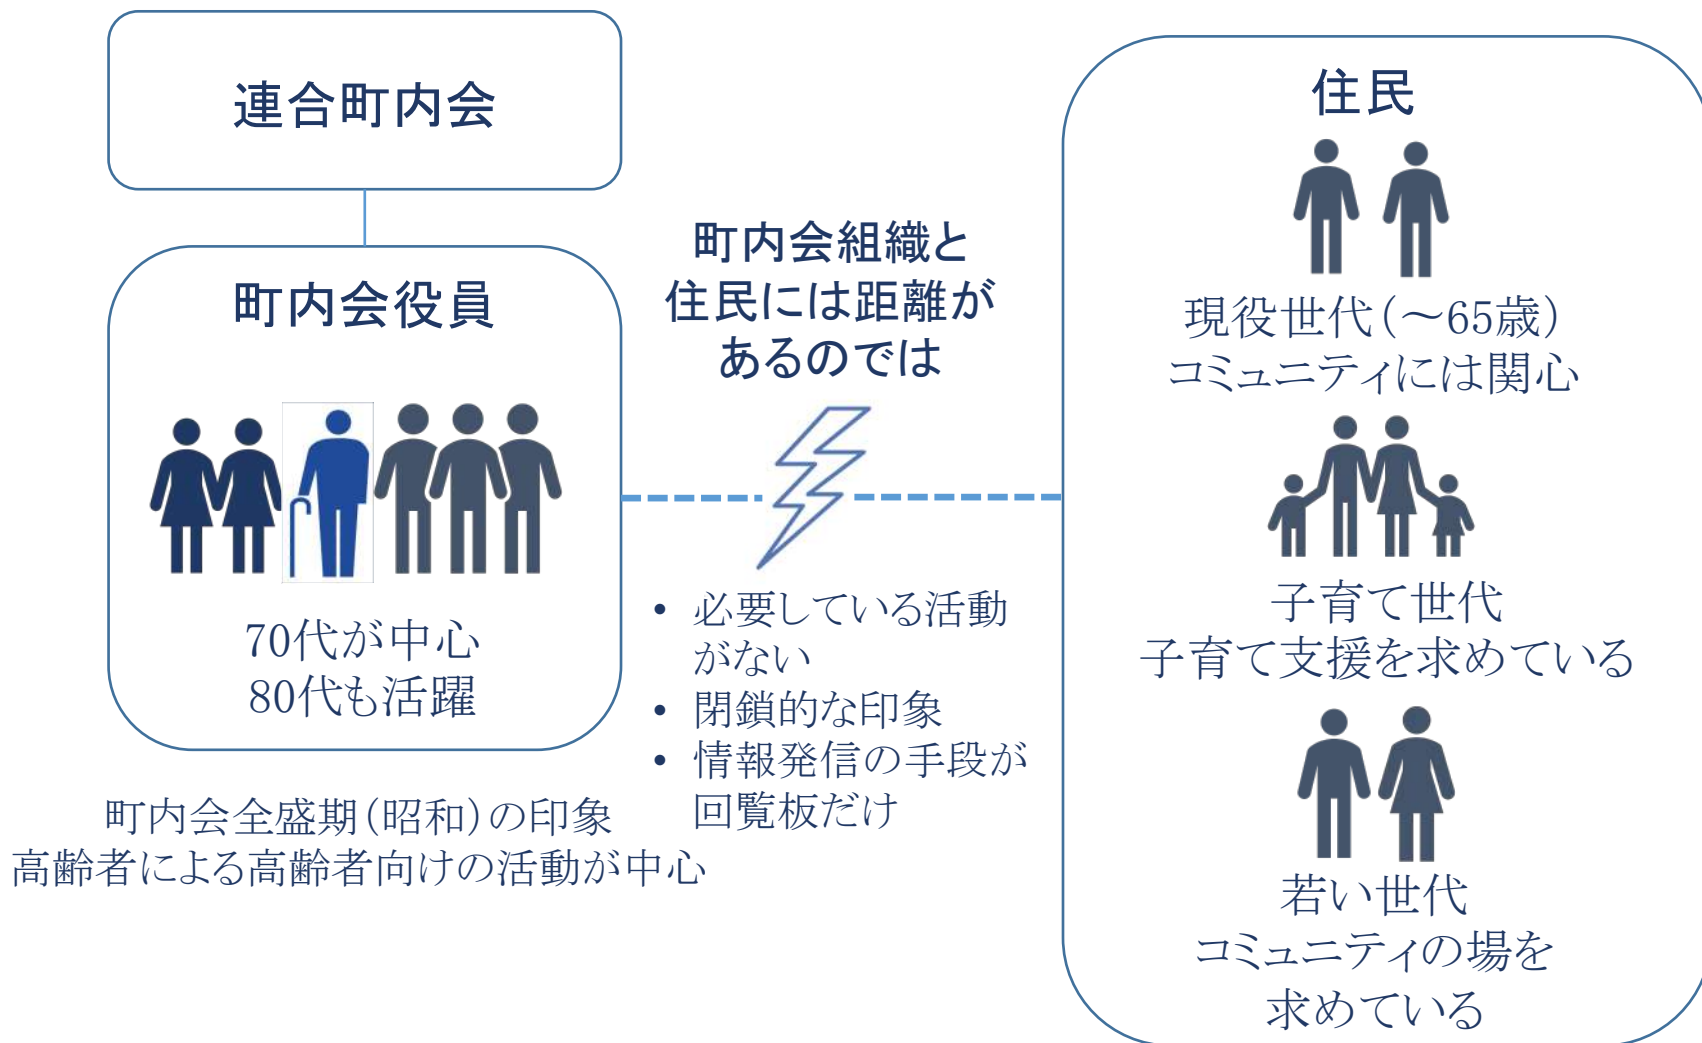 連合町内会
町内会役員
70代が中心
80代も活躍
町内会全盛期(昭和)の印象
高齢者による高齢者向けの活動が中心
町内会組織と
住民には距離が
あるのでは
• 必要している活動
がない
• 閉鎖的な印象
• 情報発信の手段が
回覧板だけ
住民
現役世代(～65歳)
コミュニティには関心
子育て世代
子育て支援を求めている
若い世代
コミュニティの場を
求めている